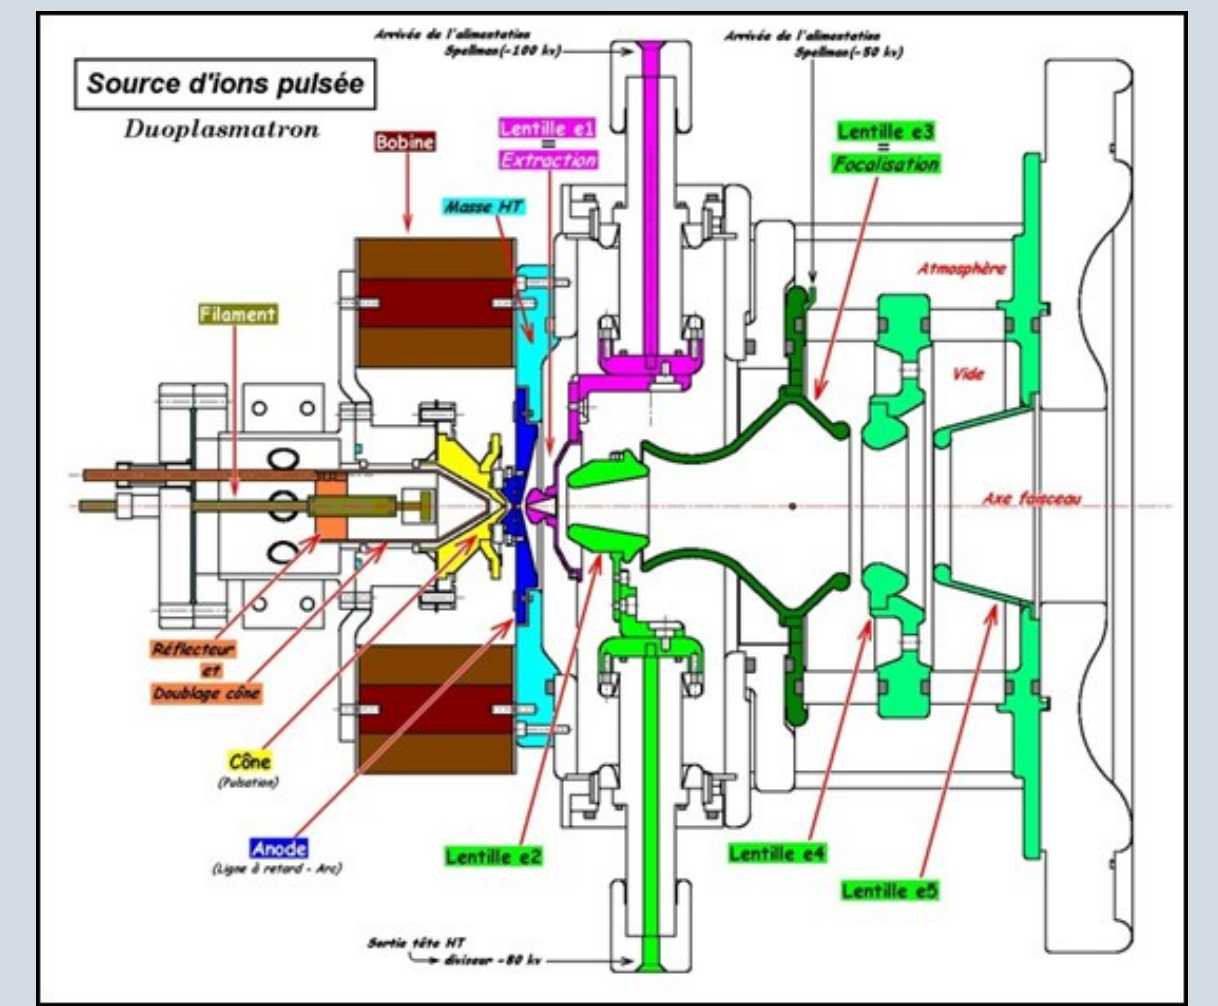 Arrivée de l'alimentation
Spellman(-100 kv)
Arrivée de l'alimentation
Spellman(-50 kv)
Source d'ions pulsée
Duoplasmatron
Bobine
Lentille e1
=
Extraction
Lentille e3
=
Focalisation
Masse HT
Atmosphère
Filament
Vide
Axe faisceau
Réflecteur
et
Doublage cône
Cône
(Pulsation)
Anode
(Ligne à retard - Arc)
Lentille e2
Lentille e4
Lentille e5
Sortie tête HT
diviseur -80 kv